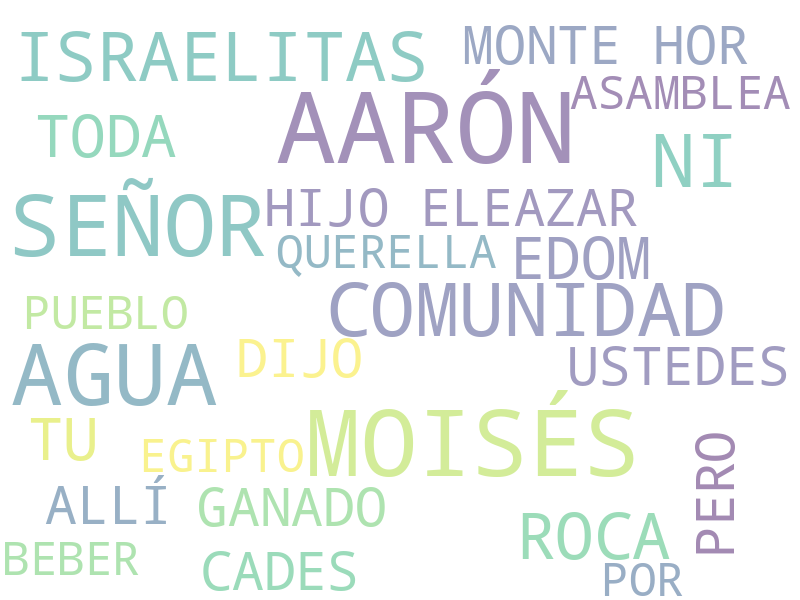 ISRAELITAS
MONTE HOR
ASAMBLEA
AARÓN
TODA
NI
SEÑOR
HIJO ELEAZAR
QUERELLA
EDOM
COMUNIDAD
PUEBLO
AGUA
DIJO
USTEDES
TU
EGIPTO
MOISÉS
PERO
ALLÍ
GANADO
ROCA
BEBER
CADES
POR